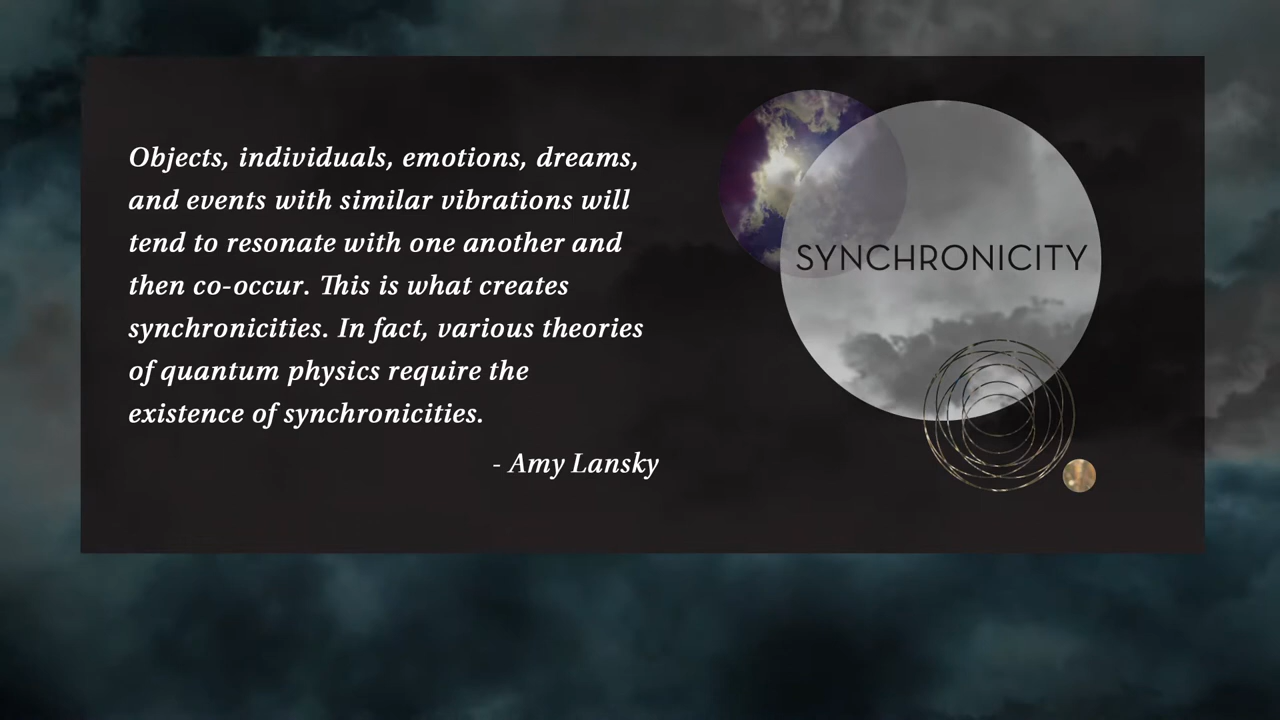 Objects, individuals, emotions, dreams,
and events with similar vibrations will
tend to resonate with one another and
then co-occur. This is what creates
synchronicities. In fact, various theories
of quantum physics require the
existence of synchronicities.
- Amy Lansky
SYNCHRONICITY